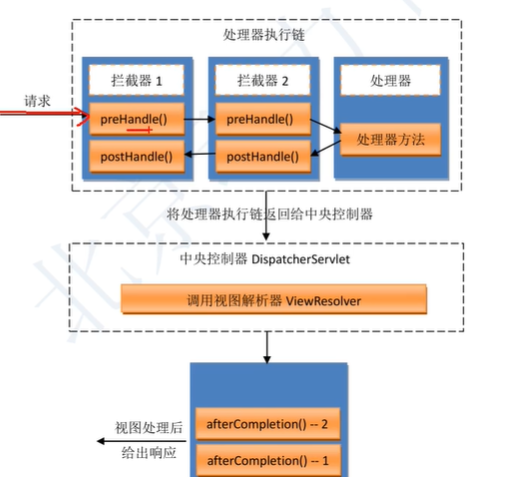 处理器执行链
拦截器 1
拦截器 2
处理器
请求
preHandle()
preHandle()
处理器方法
postHandle()
postHandle()
将处理器执行链返回给中央控制器
中央控制器 DispatcherServlet
调用视图解析器 ViewResolver
视图处理后
给出响应
afterCompletion() -- 2
afterCompletion() -- 1